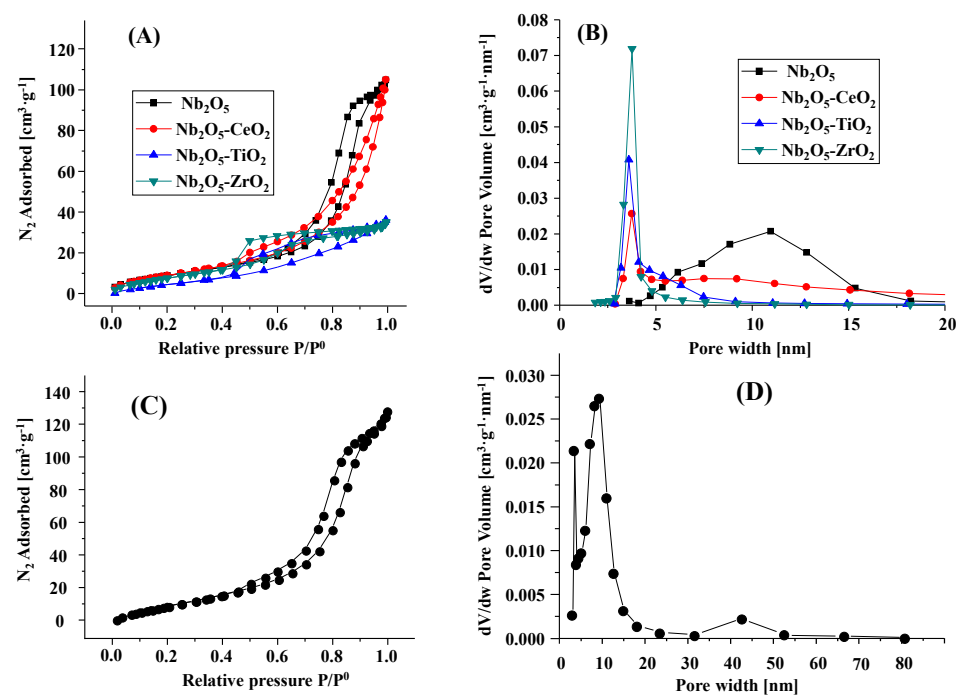 (A)
N₂ Adsorbed [cm³·g⁻¹]
120
100
80
60
40
20
0
Nb₂O₅
Nb₂O₅-CeO₂
Nb₂O₅-TiO₂
Nb₂O₅-ZrO₂
0.0 0.2 0.4 0.6 0.8 1.0
Relative pressure P/P⁰
(B)
dV/dw Pore Volume [cm³·g⁻¹·nm⁻¹]
0.08
0.07
0.06
0.05
0.04
0.03
0.02
0.01
0.00
Nb₂O₅
Nb₂O₅-CeO₂
Nb₂O₅-TiO₂
Nb₂O₅-ZrO₂
0 5 10 15 20
Pore width [nm]
(C)
N₂ Adsorbed [cm³·g⁻¹]
140
120
100
80
60
40
20
0
0.0 0.2 0.4 0.6 0.8 1.0
Relative pressure P/P⁰
(D)
dV/dw Pore Volume [cm³·g⁻¹·nm⁻¹]
0.030
0.025
0.020
0.015
0.010
0.005
0.000
0 10 20 30 40 50 60 70 80
Pore width [nm]